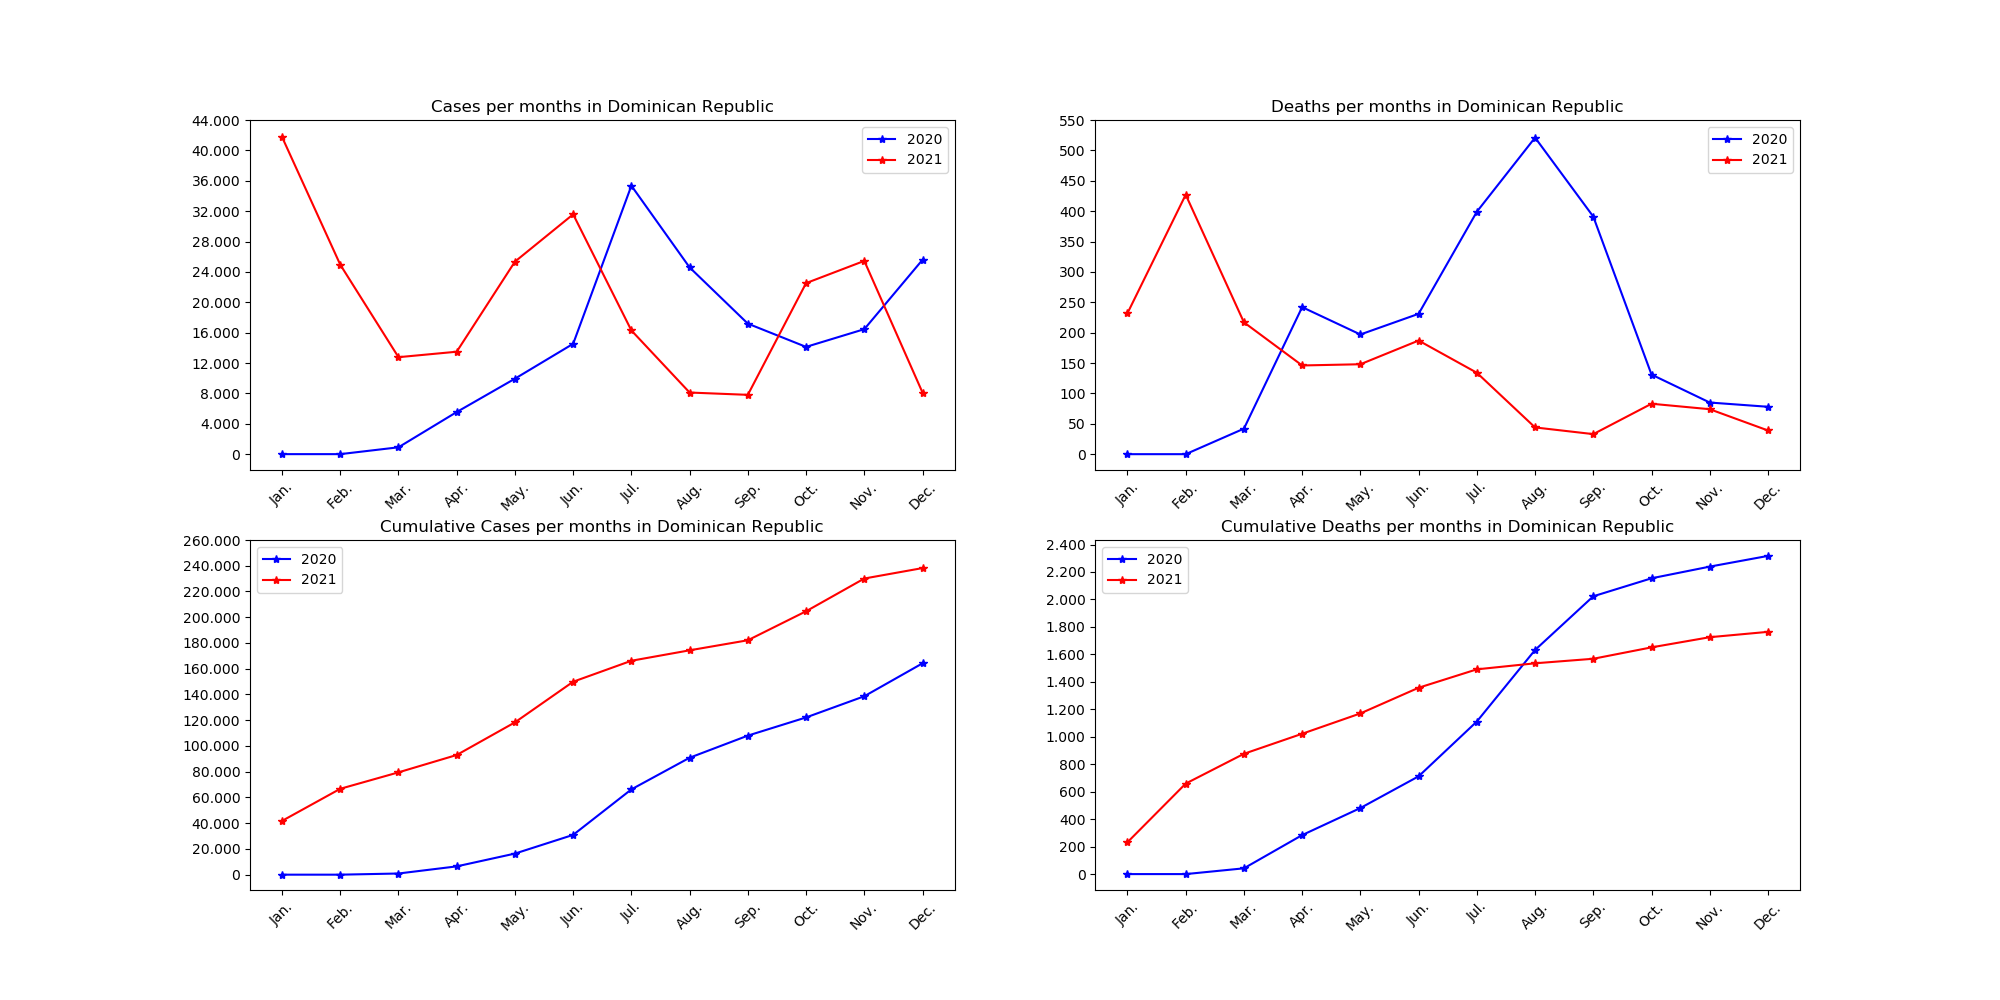 Cases per months in Dominican Republic
44.000
40.000
36.000
32.000
28.000
24.000
20.000
16.000
12.000
8.000
4.000
0
2020
2021
Jan.
Feb.
Mar.
Apr.
May.
Jun.
Jul.
Aug.
Sep.
Oct.
Nov.
Dec.
Deaths per months in Dominican Republic
550
500
450
400
350
300
250
200
150
100
50
0
2020
2021
Jan.
Feb.
Mar.
Apr.
May.
Jun.
Jul.
Aug.
Sep.
Oct.
Nov.
Dec.
Cumulative Cases per months in Dominican Republic
260.000
240.000
220.000
200.000
180.000
160.000
140.000
120.000
100.000
80.000
60.000
40.000
20.000
0
2020
2021
Jan.
Feb.
Mar.
Apr.
May.
Jun.
Jul.
Aug.
Sep.
Oct.
Nov.
Dec.
Cumulative Deaths per months in Dominican Republic
2.400
2.200
2.000
1.800
1.600
1.400
1.200
1.000
800
600
400
200
0
2020
2021
Jan.
Feb.
Mar.
Apr.
May.
Jun.
Jul.
Aug.
Sep.
Oct.
Nov.
Dec.